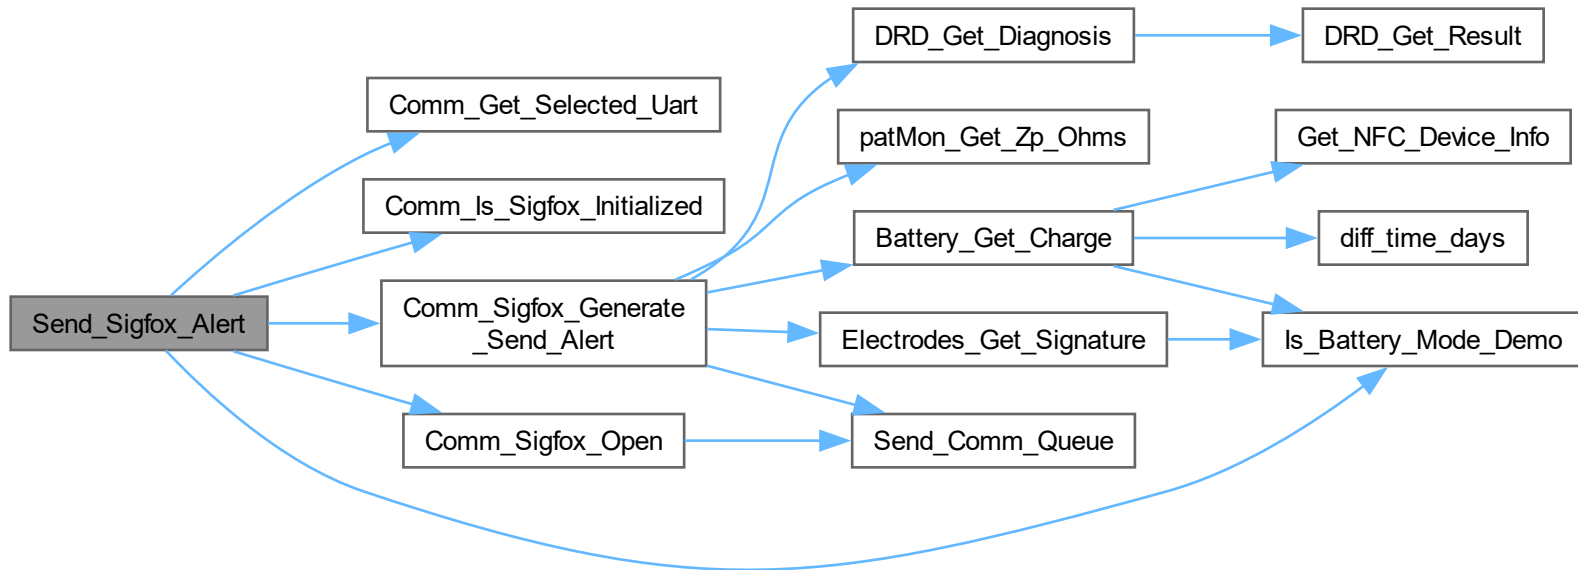 Send_Sigfox_Alert
Comm_Get_Selected_Uart
Comm_Is_Sigfox_Initialized
Comm_Sigfox_Generate
_Send_Alert
Comm_Sigfox_Open
DRD_Get_Diagnosis
patMon_Get_Zp_Ohms
Battery_Get_Charge
Electrodes_Get_Signature
Send_Comm_Queue
DRD_Get_Result
Get_NFC_Device_Info
diff_time_days
Is_Battery_Mode_Demo